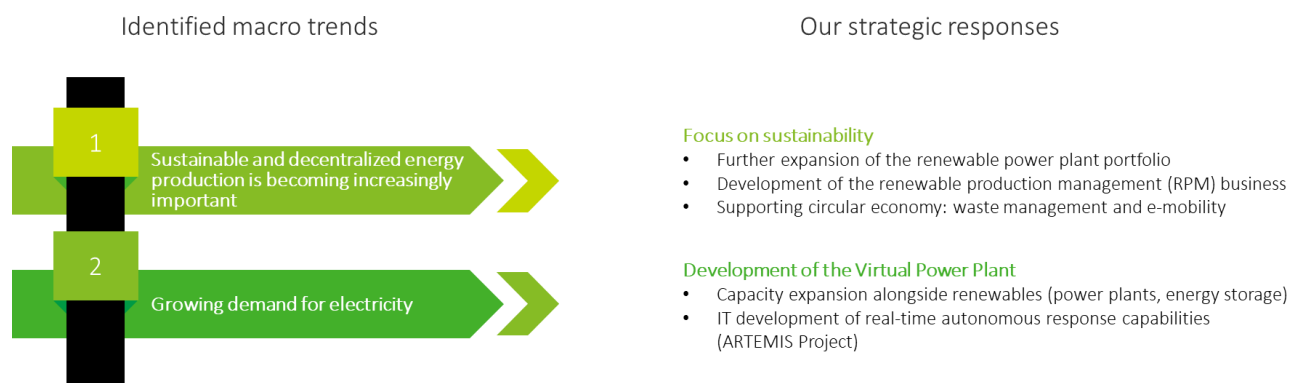 Identified macro trends
Our strategic responses
1
Sustainable and decentralized energy
production is becoming increasingly
important
Focus on sustainability
• Further expansion of the renewable power plant portfolio
• Development of the renewable production management (RPM) business
• Supporting circular economy: waste management and e-mobility
2
Growing demand for electricity
Development of the Virtual Power Plant
• Capacity expansion alongside renewables (power plants, energy storage)
• IT development of real-time autonomous response capabilities
(ARTEMIS Project)